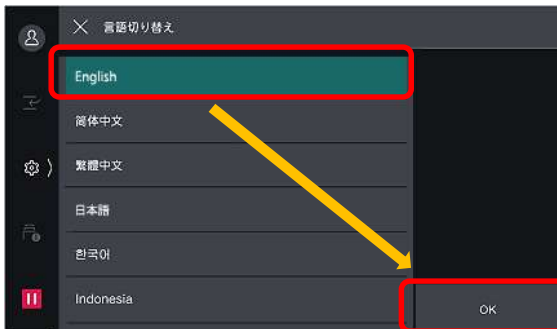 言語切り替え
English
简体中文
繁體中文
日本語
한국어
Indonesia
OK